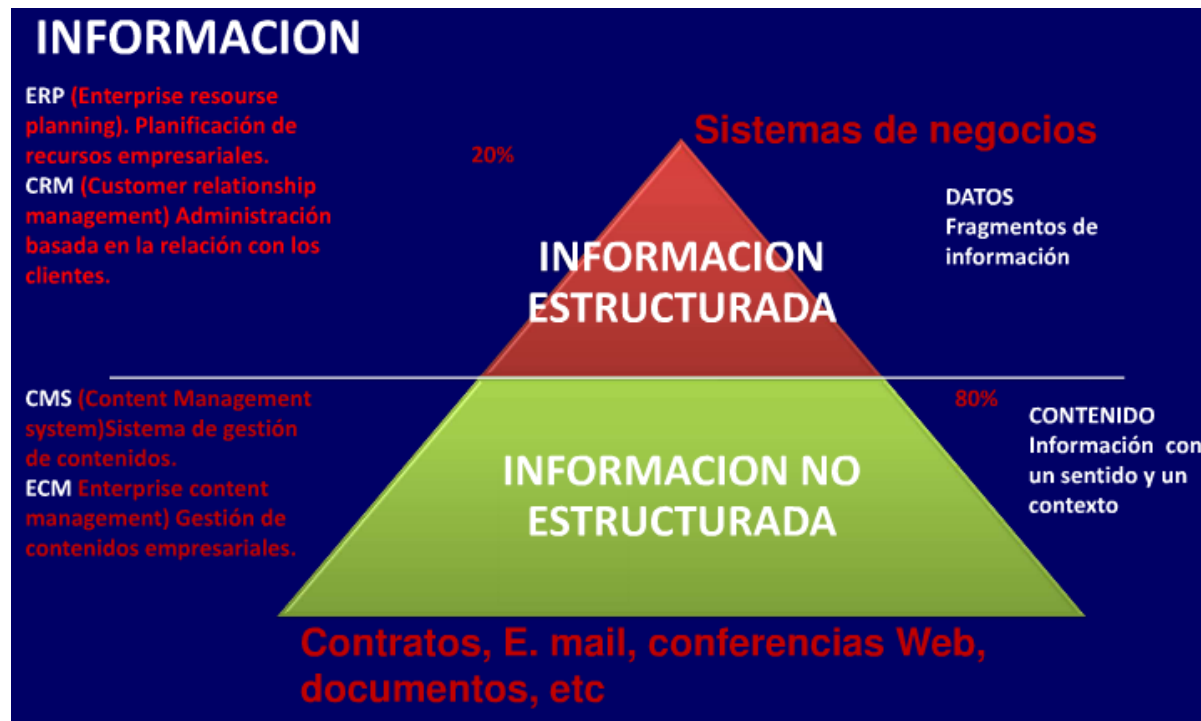 INFORMACION
ERP (Enterprise resourse
planning). Planificación de
recursos empresariales.
CRM (Customer relationship
management) Administración
basada en la relación con los
clientes.
20%
Sistemas de negocios
INFORMACION
ESTRUCTURADA
DATOS
Fragmentos de
información
CMS (Content Management
system)Sistema de gestión
de contenidos.
ECM Enterprise content
management) Gestión de
contenidos empresariales.
INFORMACION NO
ESTRUCTURADA
80%
CONTENIDO
Información con
un sentido y un
contexto
Contratos, E. mail, conferencias Web,
documentos, etc